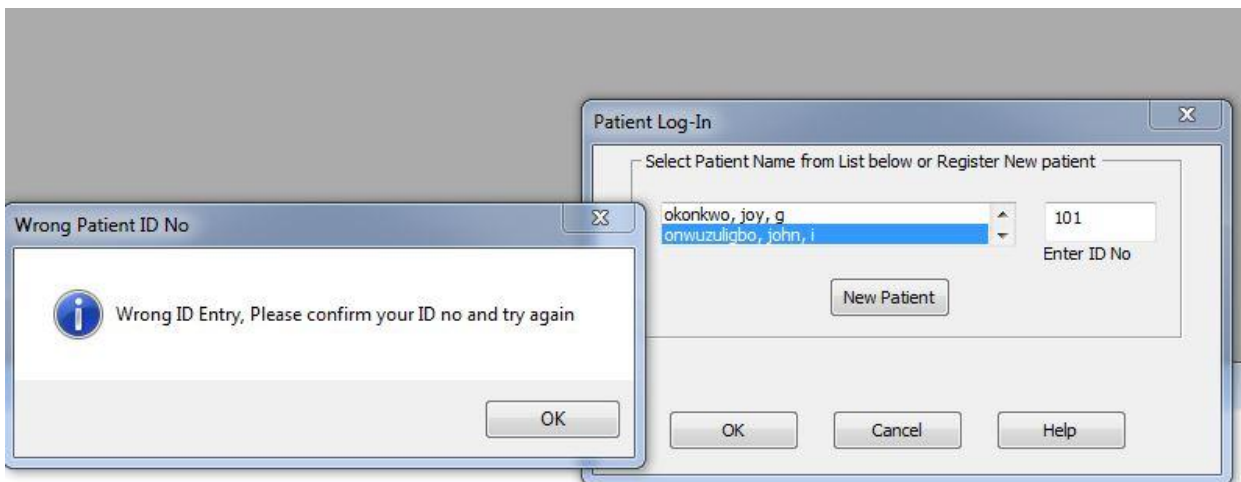 Patient Log-In
Select Patient Name from List below or Register New patient
okonkwo, joy, g
onwuzuligbo, john, i
101
Enter ID No
New Patient
OK
Cancel
Help
Wrong Patient ID No
Wrong ID Entry, Please confirm your ID no and try again
OK